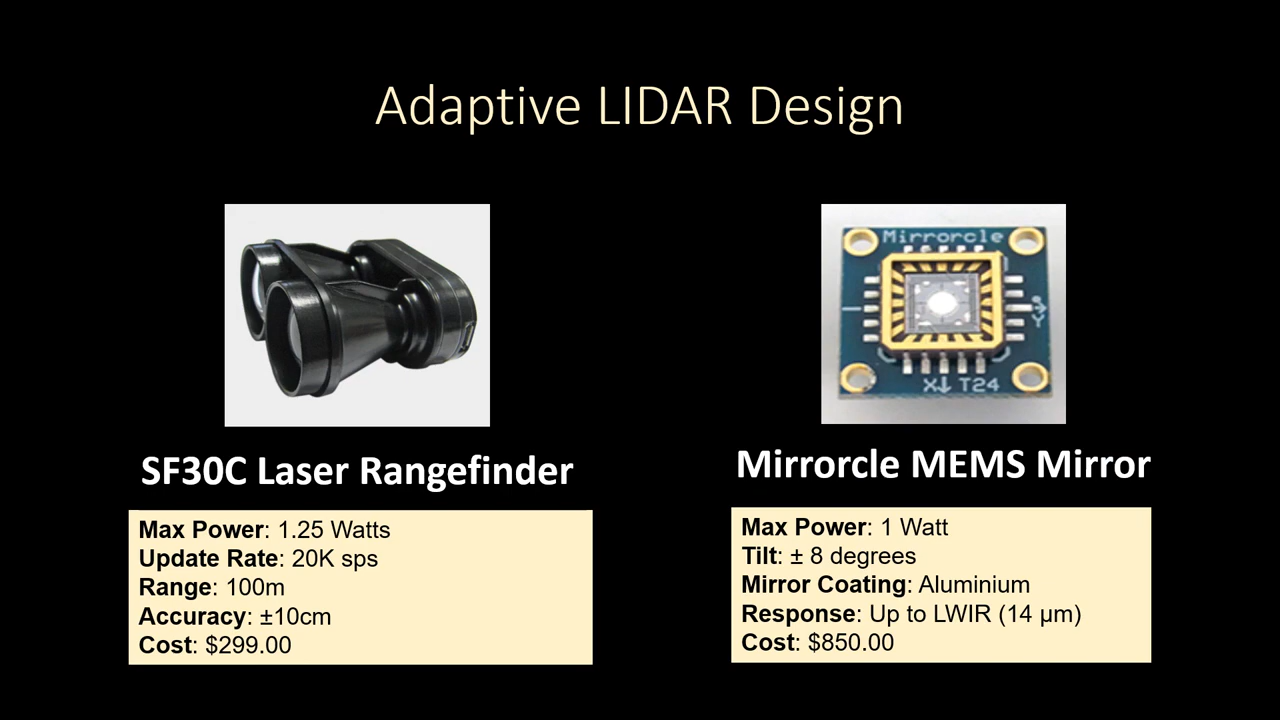 Adaptive LIDAR Design
Mirrorcle
X↓ T24
Y
SF30C Laser Rangefinder
Mirrorcle MEMS Mirror
Max Power: 1.25 Watts
Update Rate: 20K sps
Range: 100m
Accuracy: ±10cm
Cost: $299.00
Max Power: 1 Watt
Tilt: ± 8 degrees
Mirror Coating: Aluminium
Response: Up to LWIR (14 µm)
Cost: $850.00